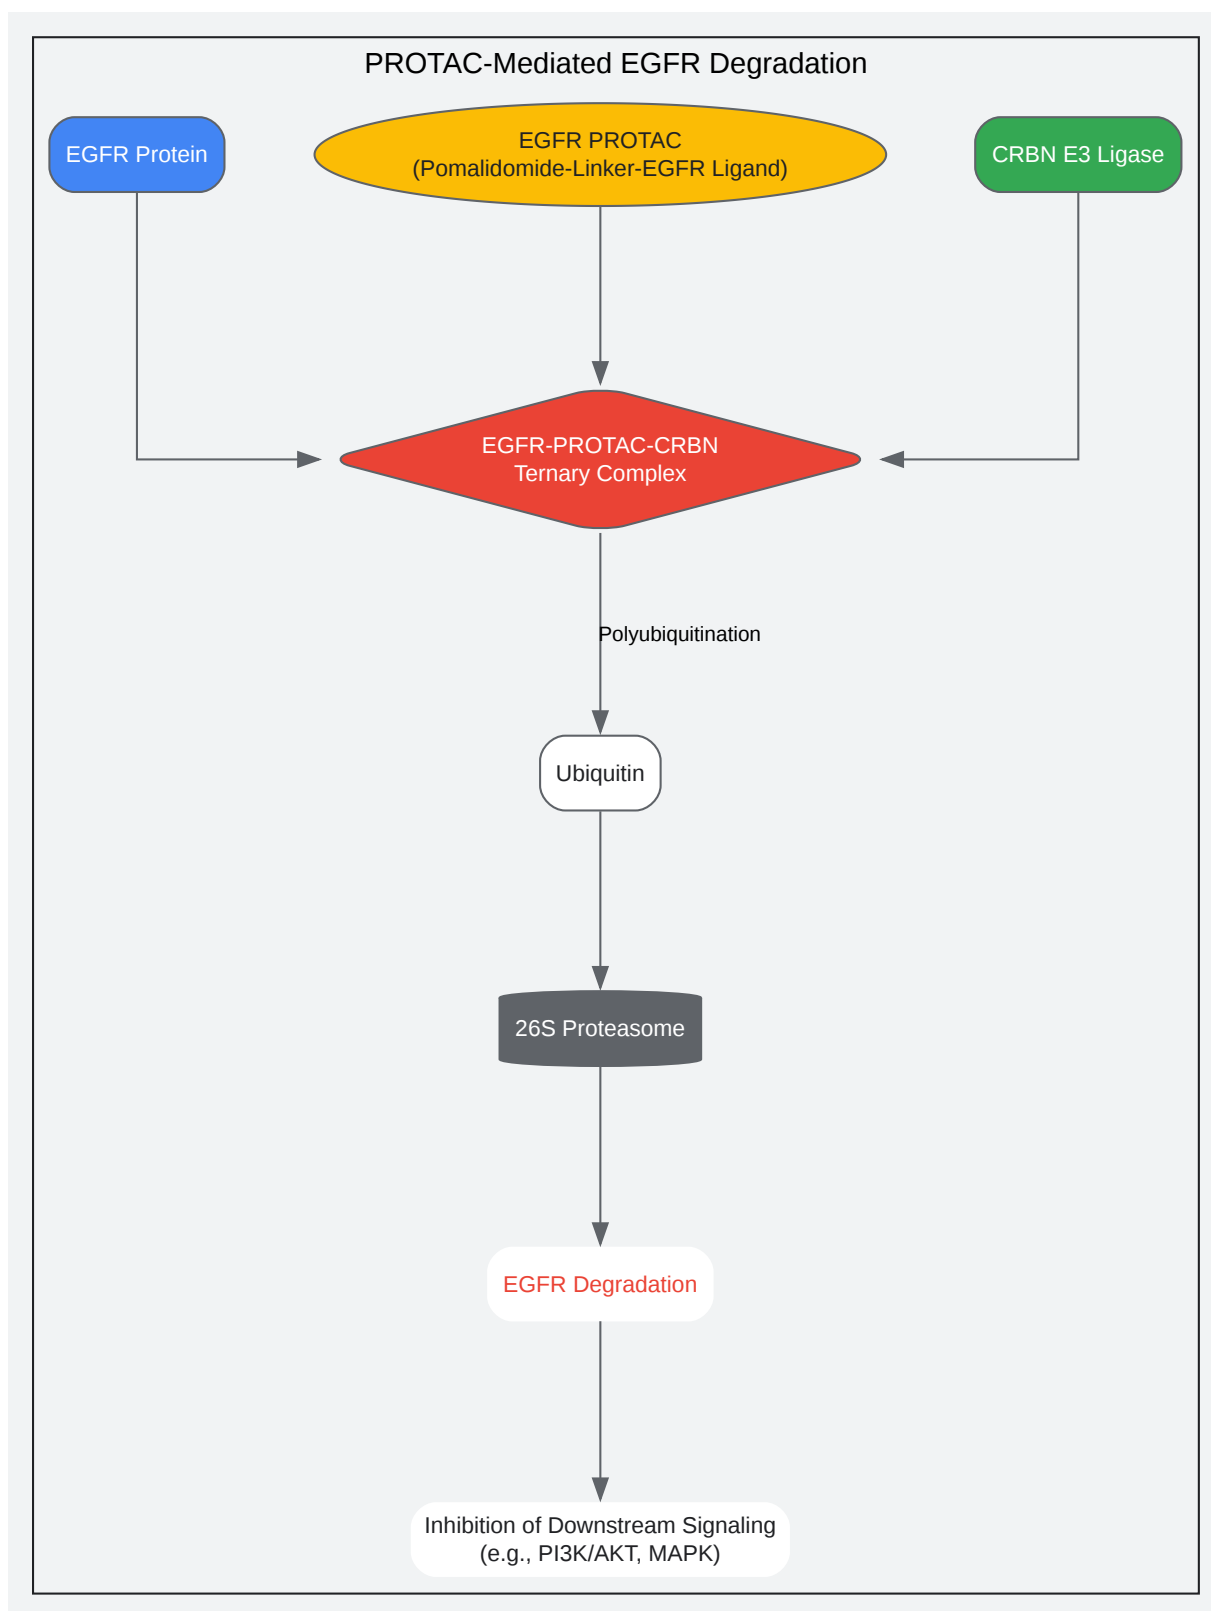 PROTAC-Mediated EGFR Degradation
EGFR Protein
EGFR PROTAC
(Pomalidomide-Linker-EGFR Ligand)
CRBN E3 Ligase
EGFR-PROTAC-CRBN
Ternary Complex
Polyubiquitination
Ubiquitin
26S Proteasome
EGFR Degradation
Inhibition of Downstream Signaling
(e.g., PI3K/AKT, MAPK)